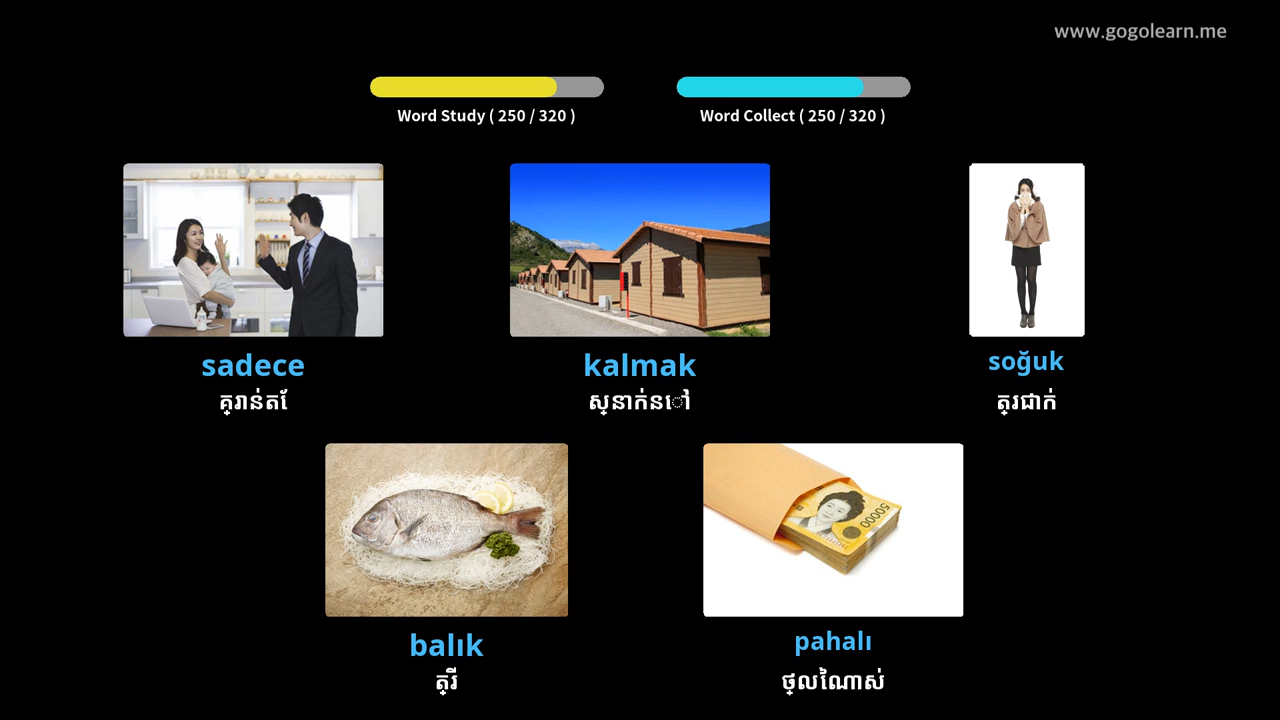 www.gogolearn.me
Word Study ( 250 / 320 )
Word Collect ( 250 / 320 )
sadece
គ្រាន់តែ
kalmak
ស្នាក់នៅ
soğuk
ត្រជាក់
balık
ត្រី
pahalı
ថ្លៃណាស់